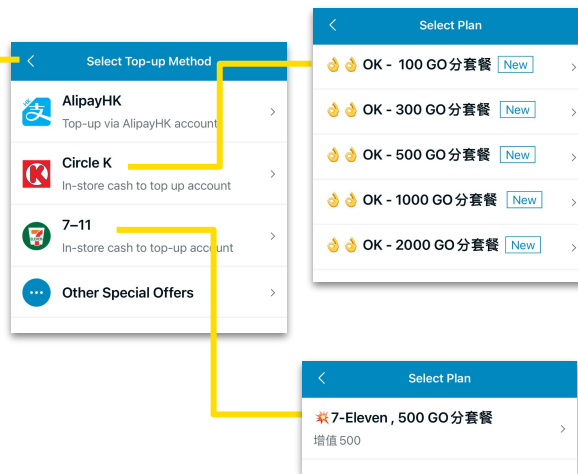 Select Top-up Method
AlipayHK
Top-up via AlipayHK account
Circle K
In-store cash to top up account
7–11
In-store cash to top-up account
Other Special Offers
Select Plan
👌👌 OK - 100 GO分套餐 New
👌👌 OK - 300 GO分套餐 New
👌👌 OK - 500 GO分套餐 New
👌👌 OK - 1000 GO分套餐 New
👌👌 OK - 2000 GO分套餐 New
Select Plan
💥7-Eleven , 500 GO分套餐
增值 500